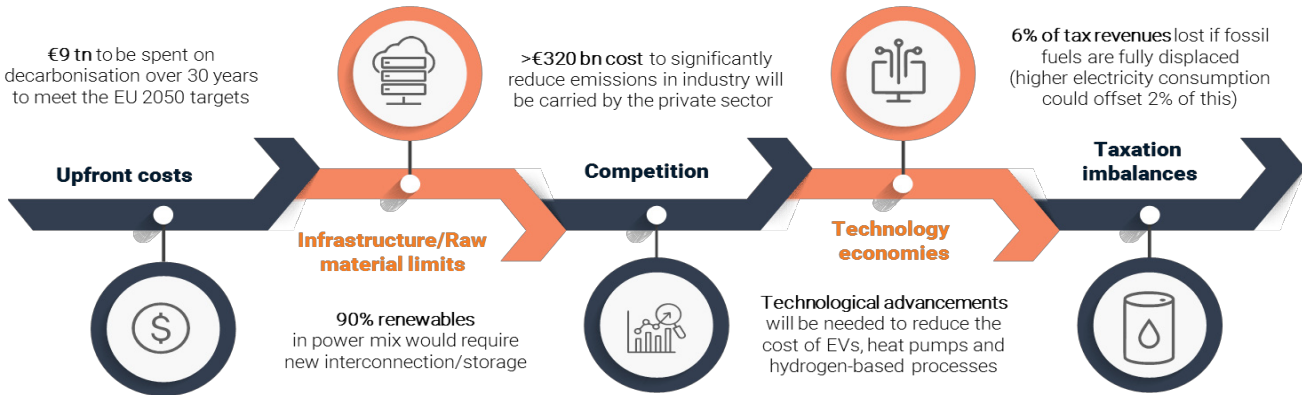 €9 tn to be spent on
decarbonisation over 30 years
to meet the EU 2050 targets
Upfront costs
$
Infrastructure/Raw
material limits
90% renewables
in power mix would require
new interconnection/storage
>€320 bn cost to significantly
reduce emissions in industry will
be carried by the private sector
Competition
Technology
economies
Technological advancements
will be needed to reduce the
cost of EVs, heat pumps and
hydrogen-based processes
6% of tax revenues lost if fossil
fuels are fully displaced
(higher electricity consumption
could offset 2% of this)
Taxation
imbalances